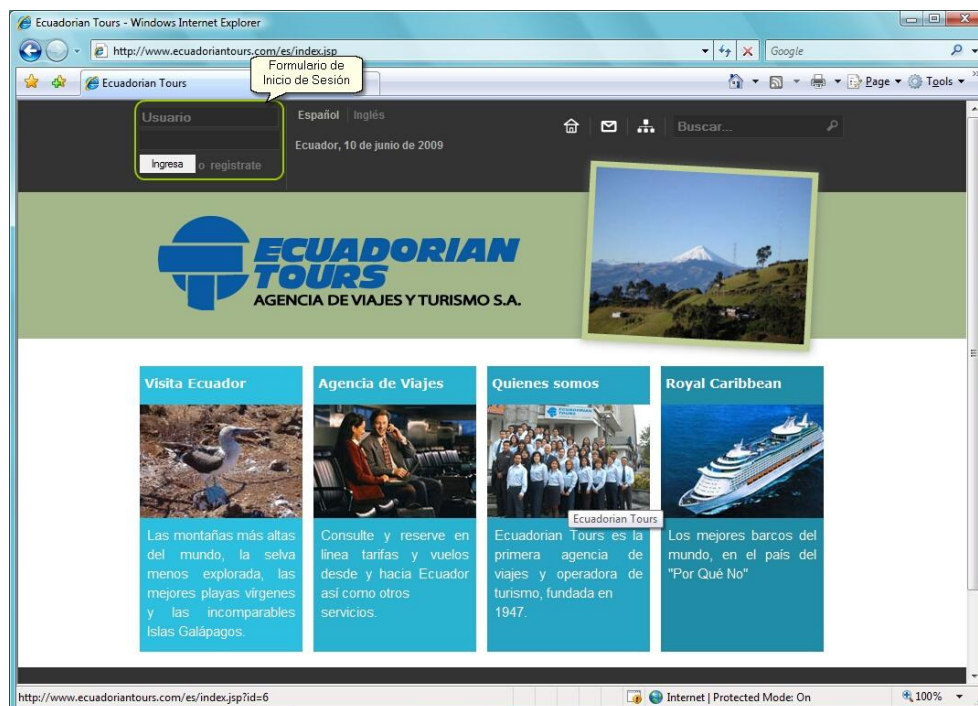 Ecuadorian Tours - Windows Internet Explorer
http://www.ecuadoriantours.com/es/index.jsp
Google
Ecuadorian Tours
Page
Tools
Formulario de
Inicio de Sesión
Usuario
Ingresa o registrate
Español Inglés
Ecuador, 10 de junio de 2009
Buscar...
ECUADORIAN
TOURS
AGENCIA DE VIAJES Y TURISMO S.A.
Visita Ecuador
Las montañas más altas
del mundo, la selva
menos explorada, las
mejores playas vírgenes
y las incomparables
Islas Galápagos.
Agencia de Viajes
Consulte y reserve en
línea tarifas y vuelos
desde y hacia Ecuador
así como otros
servicios.
Quienes somos
ECUADORIAN
TOURS
Ecuadorian Tours
Ecuadorian Tours es la
primera agencia de
viajes y operadora de
turismo, fundada en
1947.
Royal Caribbean
Los mejores barcos del
mundo, en el país del
"Por Qué No"
http://www.ecuadoriantours.com/es/index.jsp?id=6
Internet | Protected Mode: On
100%